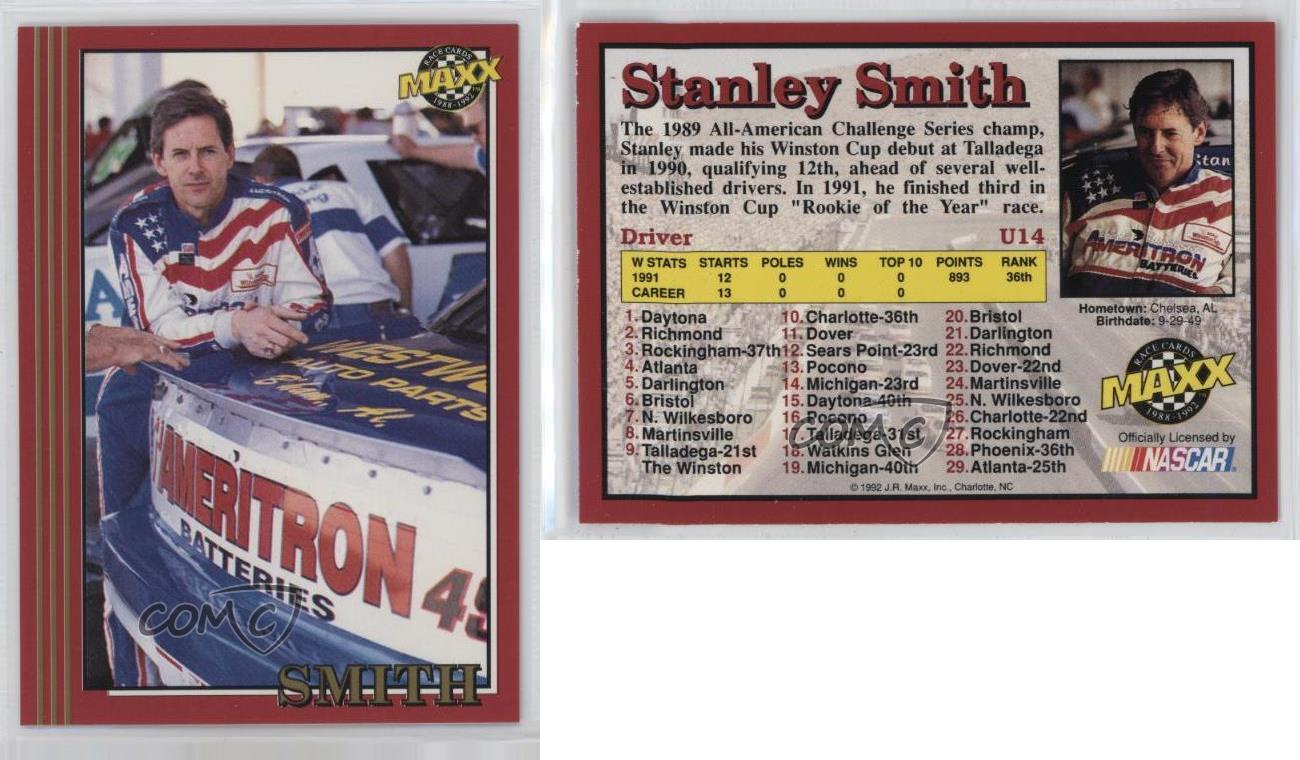 RACE CARDS
MAXX
1988-1992
WESTW
AUTO PARTS
AMERITRON
BATTERIES
COMC
SMITH
Stanley Smith
The 1989 All-American Challenge Series champ,
Stanley made his Winston Cup debut at Talladega
in 1990, qualifying 12th, ahead of several well-
established drivers. In 1991, he finished third in
the Winston Cup "Rookie of the Year" race.
Driver U14
W STATS STARTS POLES WINS TOP 10 POINTS RANK
1991 12 0 0 0 893 36th
CAREER 13 0 0 0
1. Daytona
2. Richmond
3. Rockingham-37th
4. Atlanta
5. Darlington
6. Bristol
7. N. Wilkesboro
8. Martinsville
9. Talladega-21st
The Winston
10. Charlotte-36th
11. Dover
12. Sears Point-23rd
13. Pocono
14. Michigan-23rd
15. Daytona-40th
16. Pocono
17. Talladega-31st
18. Watkins Glen
19. Michigan-40th
20. Bristol
21. Darlington
22. Richmond
23. Dover-22nd
24. Martinsville
25. N. Wilkesboro
26. Charlotte-22nd
27. Rockingham
28. Phoenix-36th
29. Atlanta-25th
COMC
© 1992 J.R. Maxx, Inc., Charlotte, NC
Stan
AMERITRON
BATTERIES
Hometown: Chelsea, AL
Birthdate: 9-29-49
RACE CARDS
MAXX
1988-1992
Officially Licensed by
NASCAR